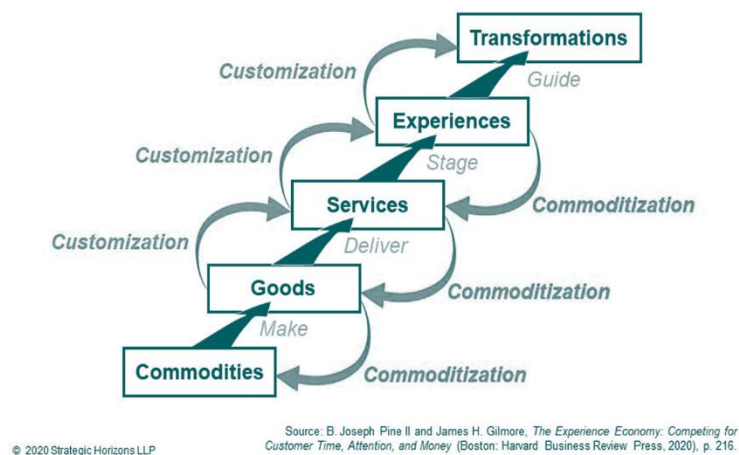 Transformations
Customization
Guide
Experiences
Customization
Stage
Services
Commoditization
Customization
Deliver
Goods
Commoditization
Make
Commodities
Commoditization
Source: B. Joseph Pine II and James H. Gilmore, The Experience Economy: Competing for
Customer Time, Attention, and Money (Boston: Harvard Business Review Press, 2020), p. 216.
© 2020 Strategic Horizons LLP